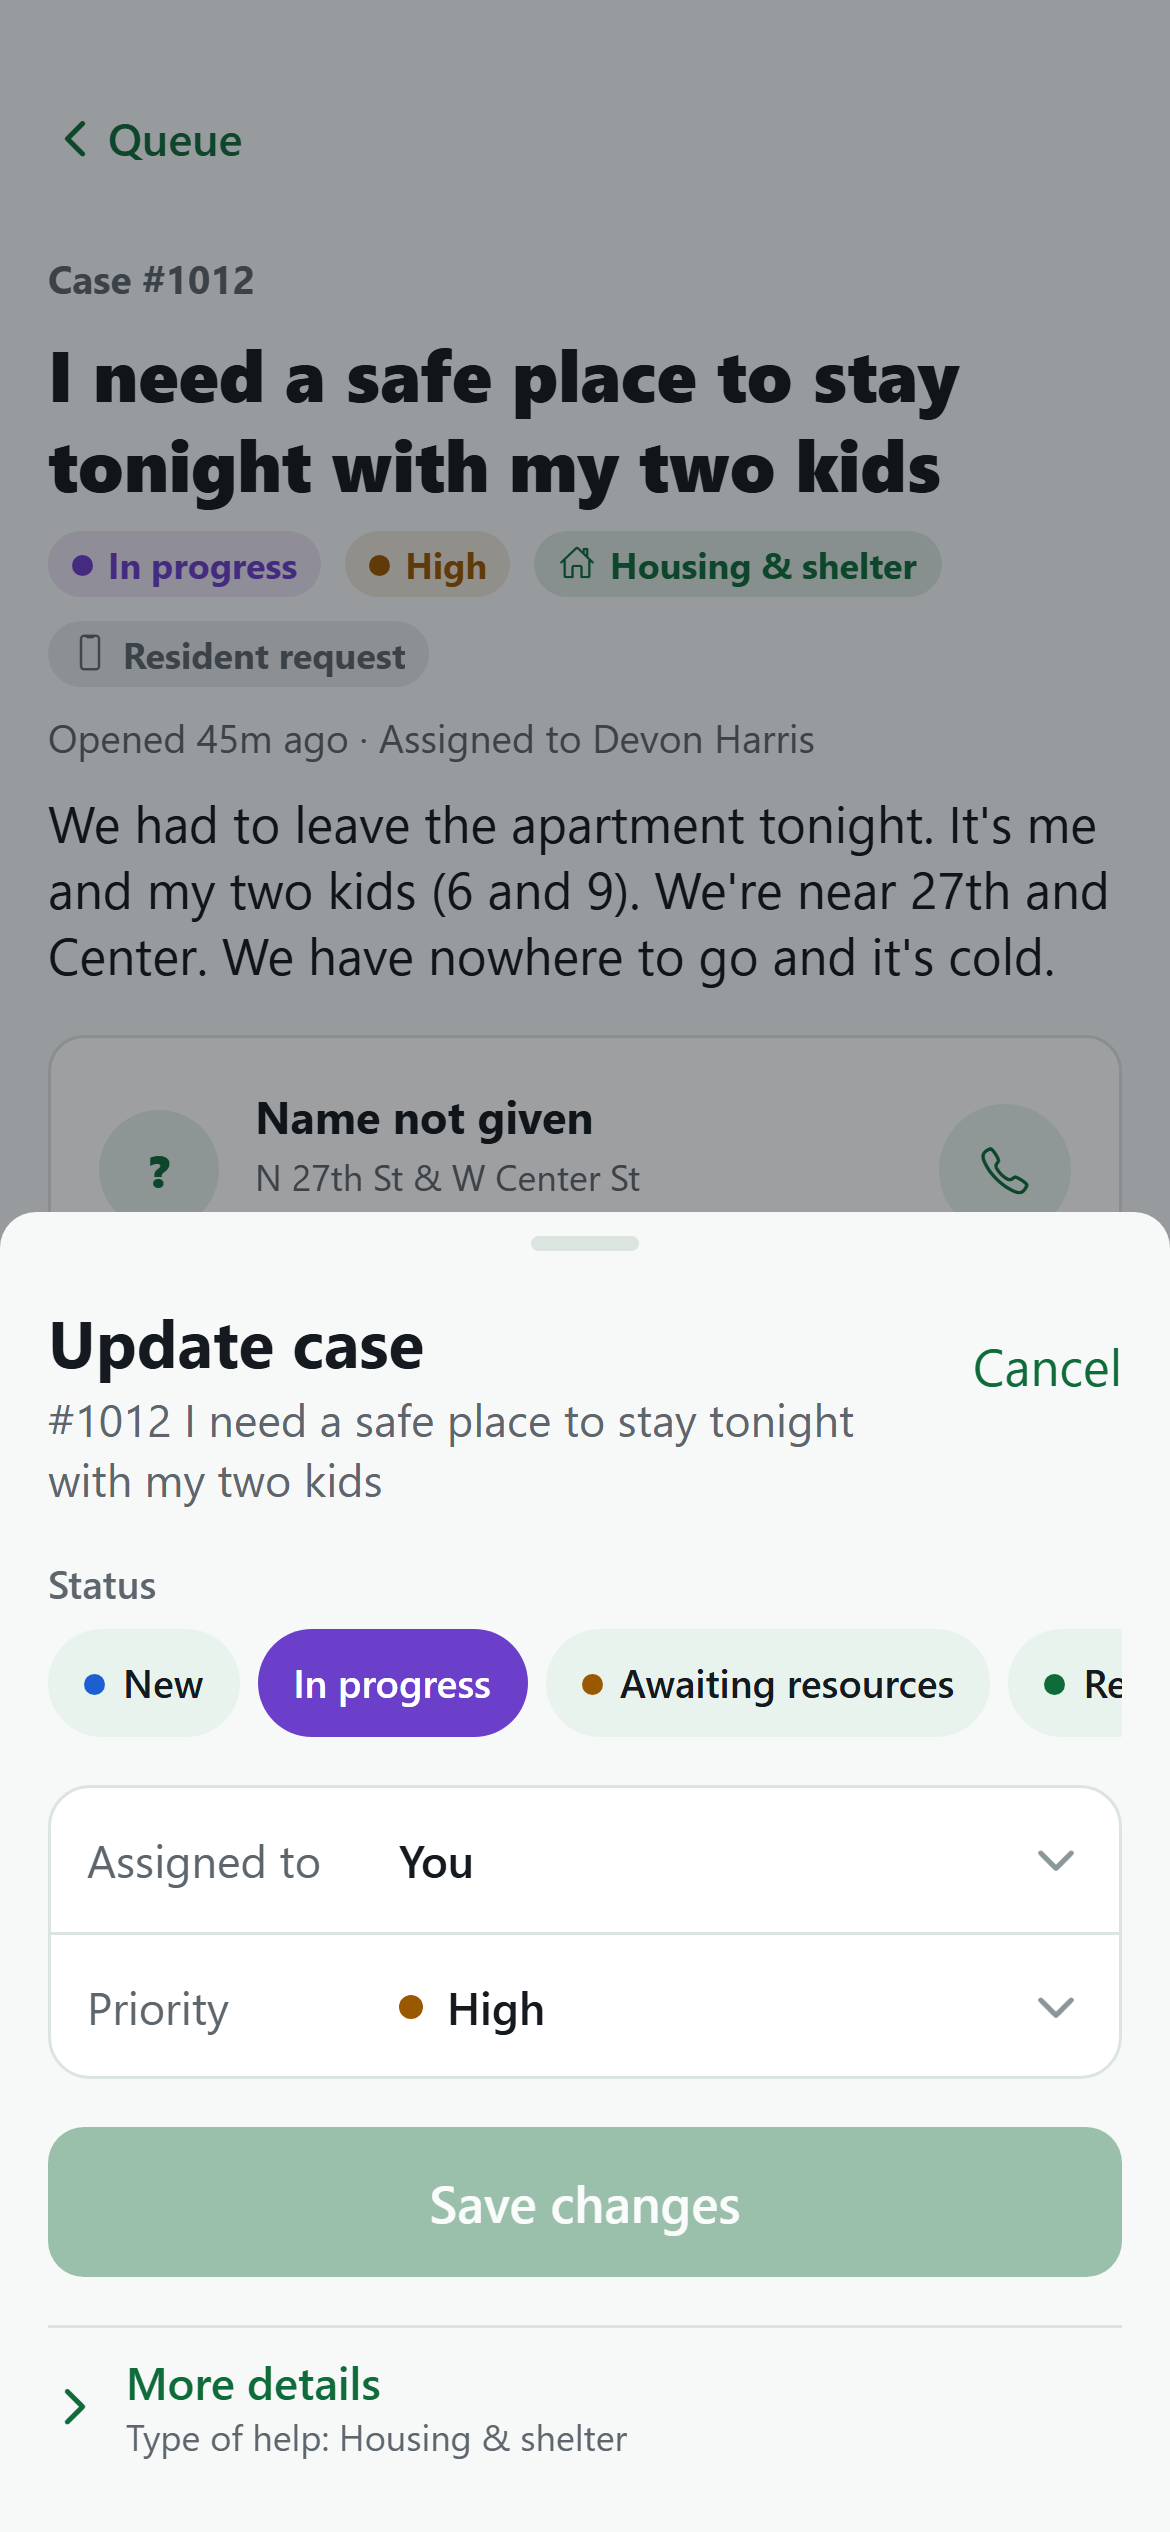 Queue
Case #1012
I need a safe place to stay
tonight with my two kids
In progress
High
Housing & shelter
Resident request
Opened 45m ago · Assigned to Devon Harris
We had to leave the apartment tonight. It's me
and my two kids (6 and 9). We're near 27th and
Center. We have nowhere to go and it's cold.
Name not given
?
N 27th St & W Center St
Update case
Cancel
#1012 I need a safe place to stay tonight
with my two kids
Status
New
In progress
Awaiting resources
Re
Assigned to
You
Priority
High
Save changes
More details
Type of help: Housing & shelter